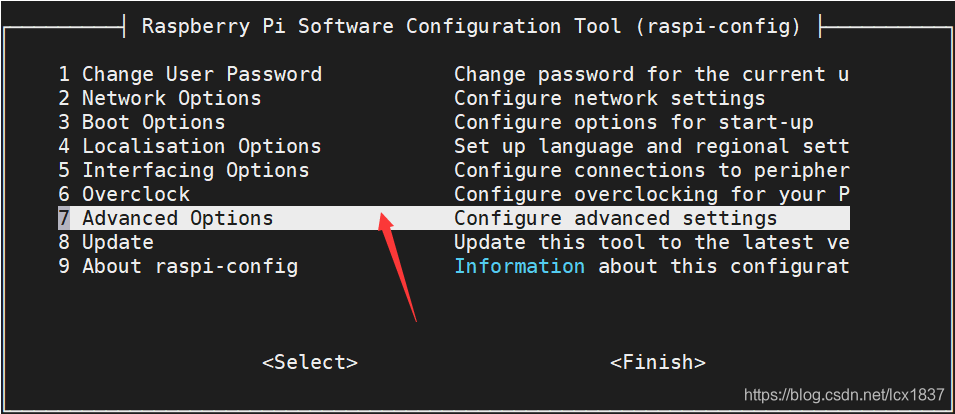 Raspberry Pi Software Configuration Tool (raspi-config)
1 Change User Password Change password for the current u
2 Network Options Configure network settings
3 Boot Options Configure options for start-up
4 Localisation Options Set up language and regional sett
5 Interfacing Options Configure connections to peripher
6 Overclock Configure overclocking for your P
7 Advanced Options Configure advanced settings
8 Update Update this tool to the latest ve
9 About raspi-config Information about this configurat
<Select> <Finish>
https://blog.csdn.net/lcx1837